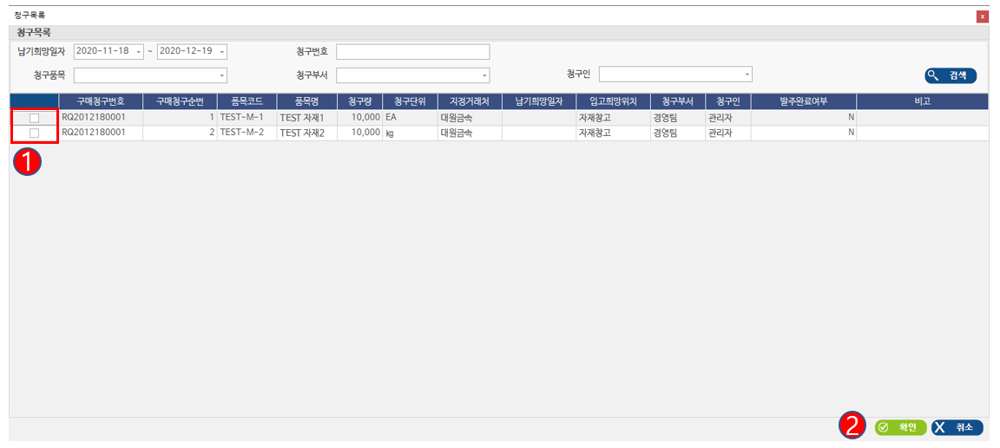 청구목록
x
청구목록
납기희망일자 2020-11-18 ~ 2020-12-19 청구번호
청구품목 청구부서 청구인 검색
구매청구번호 구매청구순번 품목코드 품목명 청구량 청구단위 지정거래처 납기희망일자 입고희망위치 청구부서 청구인 발주완료여부 비고
RQ2012180001 1 TEST-M-1 TEST 자재1 10,000 EA 대원금속 자재창고 경영팀 관리자 N
RQ2012180001 2 TEST-M-2 TEST 자재2 10,000 ㎏ 대원금속 자재창고 경영팀 관리자 N
1
2 확인 X 취소